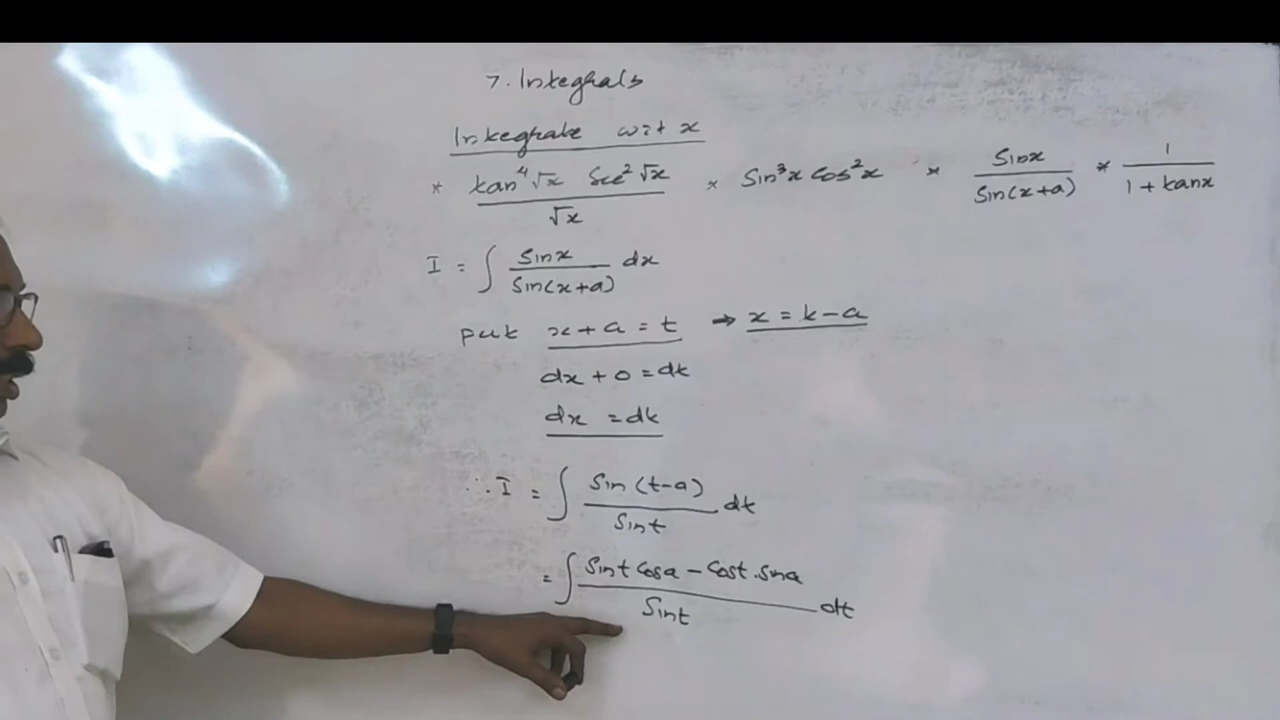 7. Integrals
Integrate w.r.t x
* tan⁴√x sec²√x / √x * Sin³x Cos²x * Sinx / Sin(x+a) * 1 / 1 + tanx
I = ∫ Sinx / Sin(x+a) dx
put x + a = t ⇒ x = t - a
dx + 0 = dt
dx = dt
∴ I = ∫ Sin (t-a) / Sint dt
= ∫ Sint Cosa - Cost . Sina / Sint dt